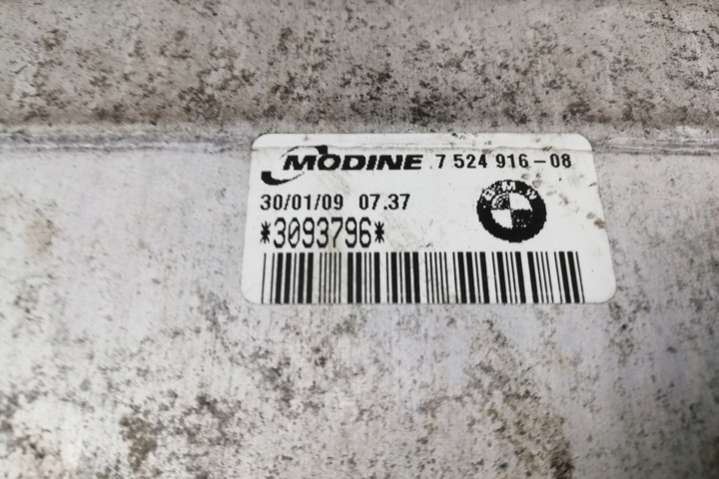 MODINE 7 524 916-08
30/01/09 07.37
BMW
*3093796*